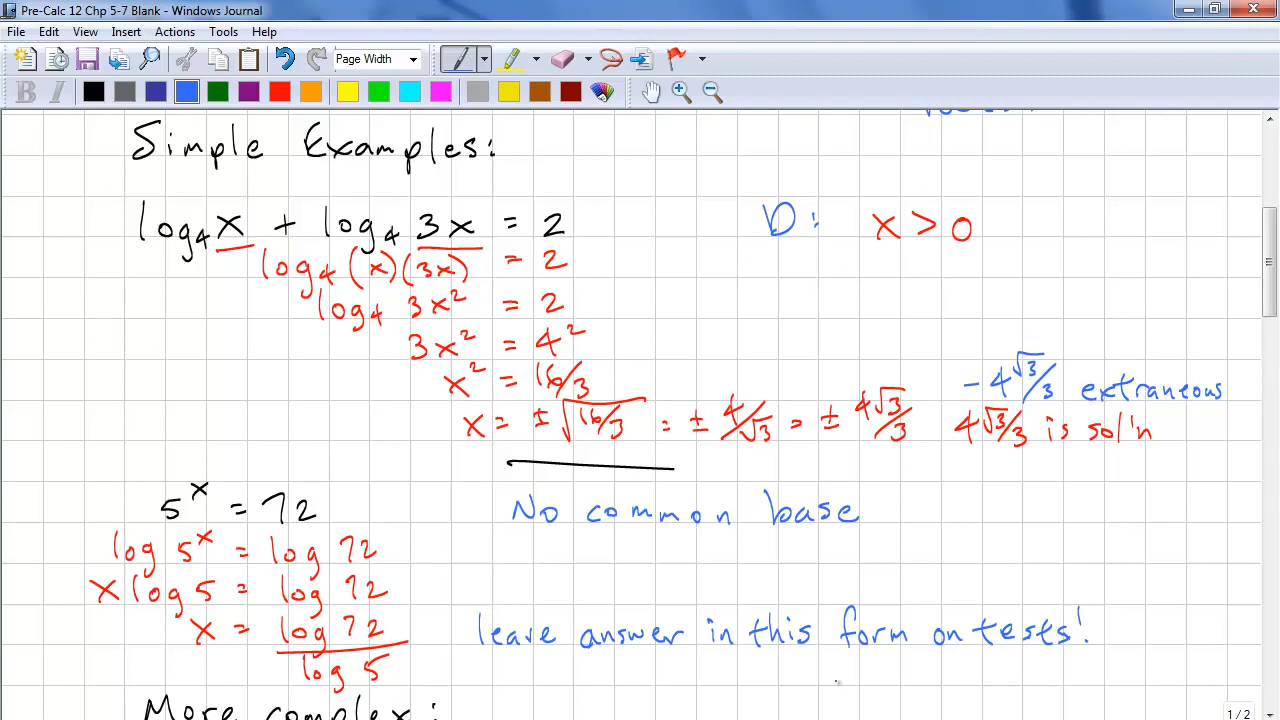 Pre-Calc 12 Chp 5-7 Blank - Windows Journal
File Edit View Insert Actions Tools Help
Page Width
B I
Simple Examples:
log₄ x + log₄ 3x = 2
D: x > 0
log₄ (x)(3x) = 2
log₄ 3x² = 2
3x² = 4²
x² = 16/3
x = ±√(16/3) = ± 4/√3 = ± 4√3/3
-4√3/3 extraneous
4√3/3 is sol'n
5ˣ = 72
No common base
log 5ˣ = log 72
x log 5 = log 72
x = log 72 / log 5
leave answer in this form on tests!
More complex:
1/2